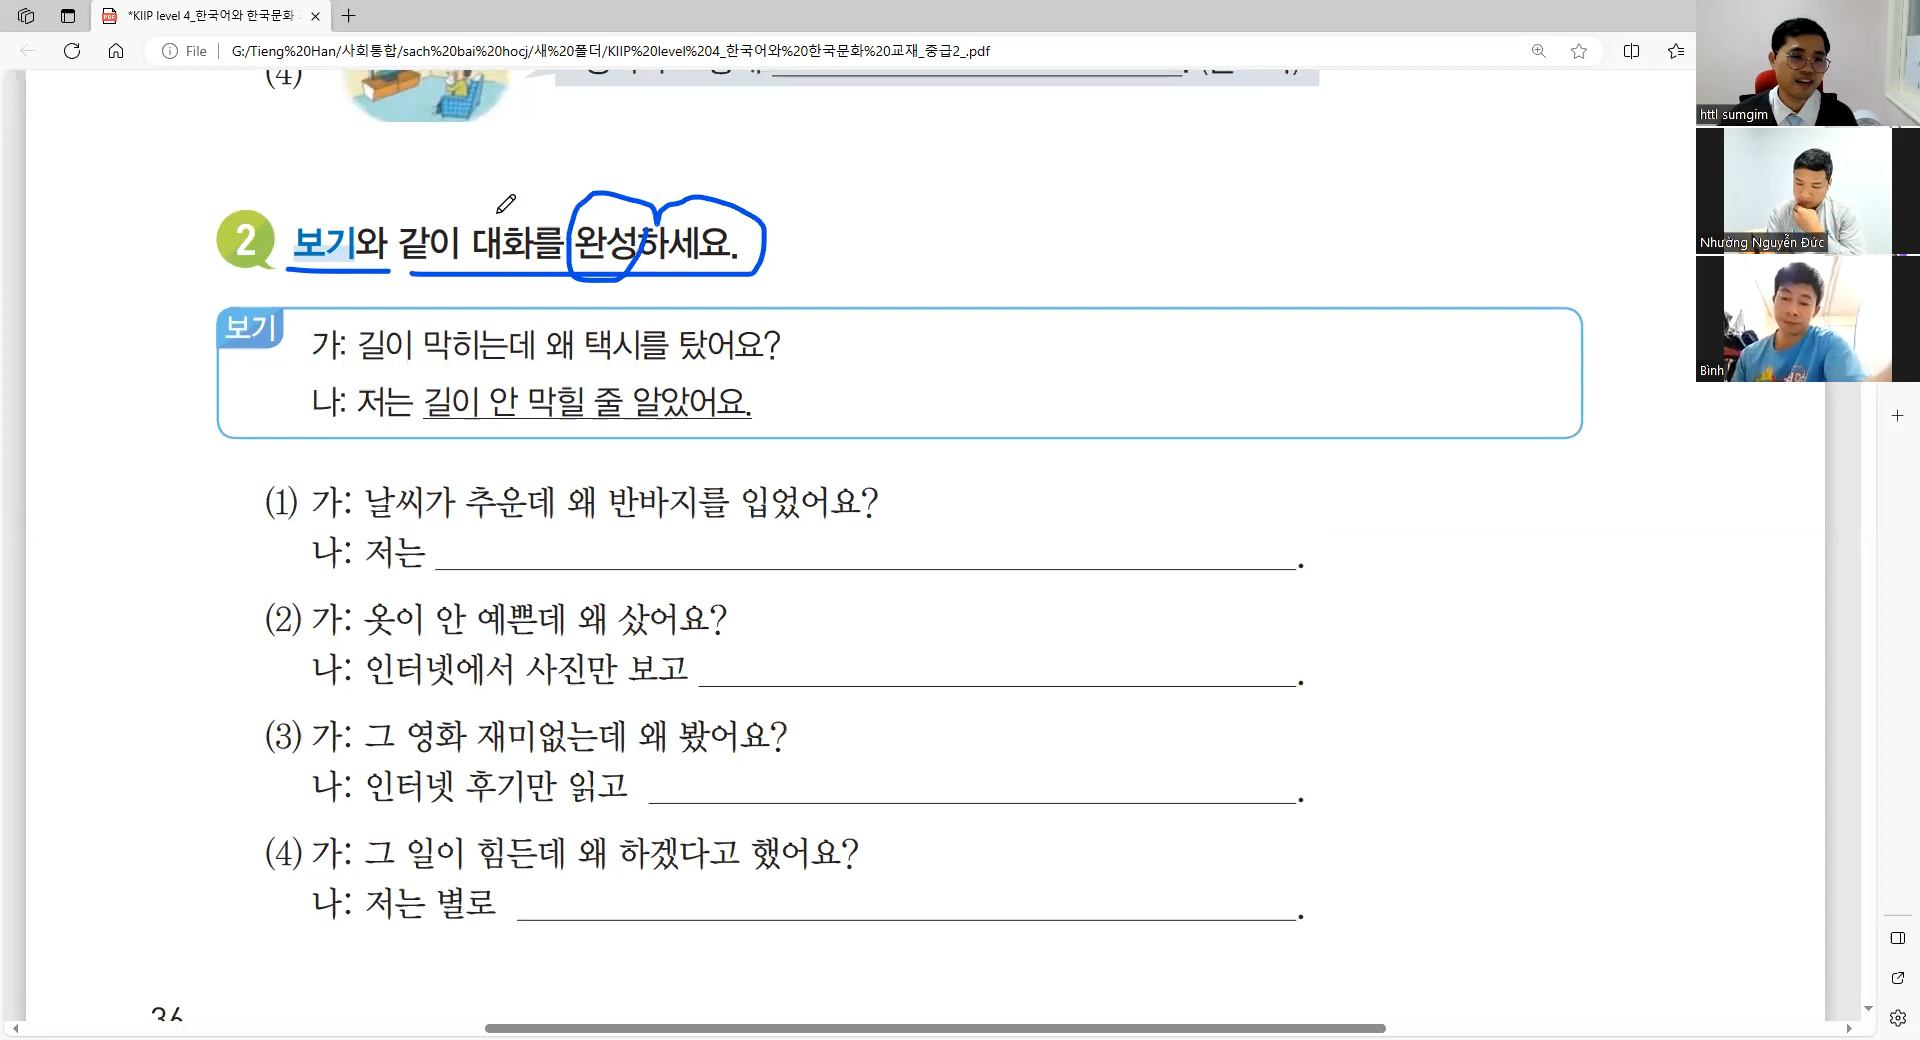 *KIIP level 4_한국어와 한국문화
File G:/Tieng%20Han/사회통합/sach%20bai%20hocj/새%20폴더/KIIP%20level%204_한국어와%20한국문화%20교재_중급2_.pdf
(4)
2 보기와 같이 대화를 완성하세요.
보기
가: 길이 막히는데 왜 택시를 탔어요?
나: 저는 길이 안 막힐 줄 알았어요.
(1) 가: 날씨가 추운데 왜 반바지를 입었어요?
나: 저는 .
(2) 가: 옷이 안 예쁜데 왜 샀어요?
나: 인터넷에서 사진만 보고 .
(3) 가: 그 영화 재미없는데 왜 봤어요?
나: 인터넷 후기만 읽고 .
(4) 가: 그 일이 힘든데 왜 하겠다고 했어요?
나: 저는 별로 .
36
httl sumgim
Nhường Nguyễn Đức
Bình